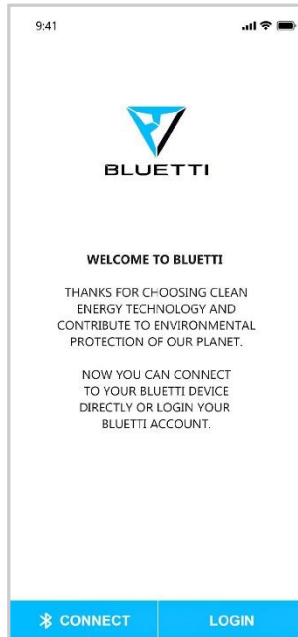 9:41
BLUETTI
WELCOME TO BLUETTI
THANKS FOR CHOOSING CLEAN
ENERGY TECHNOLOGY AND
CONTRIBUTE TO ENVIRONMENTAL
PROTECTION OF OUR PLANET.
NOW YOU CAN CONNECT
TO YOUR BLUETTI DEVICE
DIRECTLY OR LOGIN YOUR
BLUETTI ACCOUNT.
CONNECT LOGIN